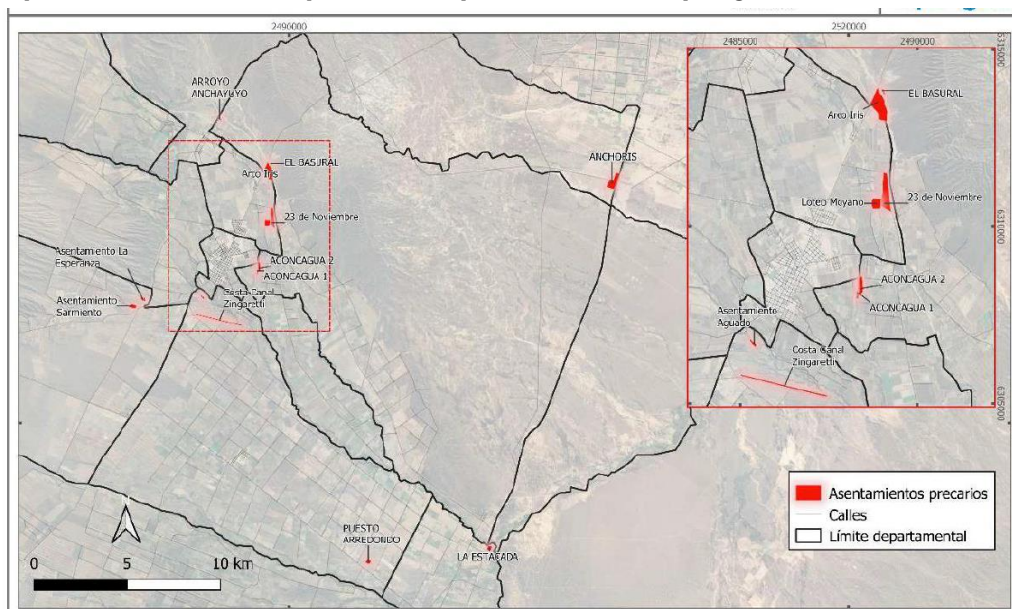 2490000
2520000
ARROYO
ANCHAYUYO
EL BASURAL
Arco Iris
23 de Noviembre
ACONCAGUA 2
ACONCAGUA 1
Asentamiento La
Esperanza
Asentamiento
Sarmiento
Costa Canal
Zingaretti
ANCHORIS
PUESTO
ARREDONDO
LA ESTACADA
0 5 10 km
2485000
2490000
6315000
EL BASURAL
Arco Iris
Loteo Moyano
23 de Noviembre
6310000
ACONCAGUA 2
ACONCAGUA 1
Asentamiento
Aguado
Costa Canal
Zingaretti
6305000
Asentamientos precarios
Calles
Límite departamental